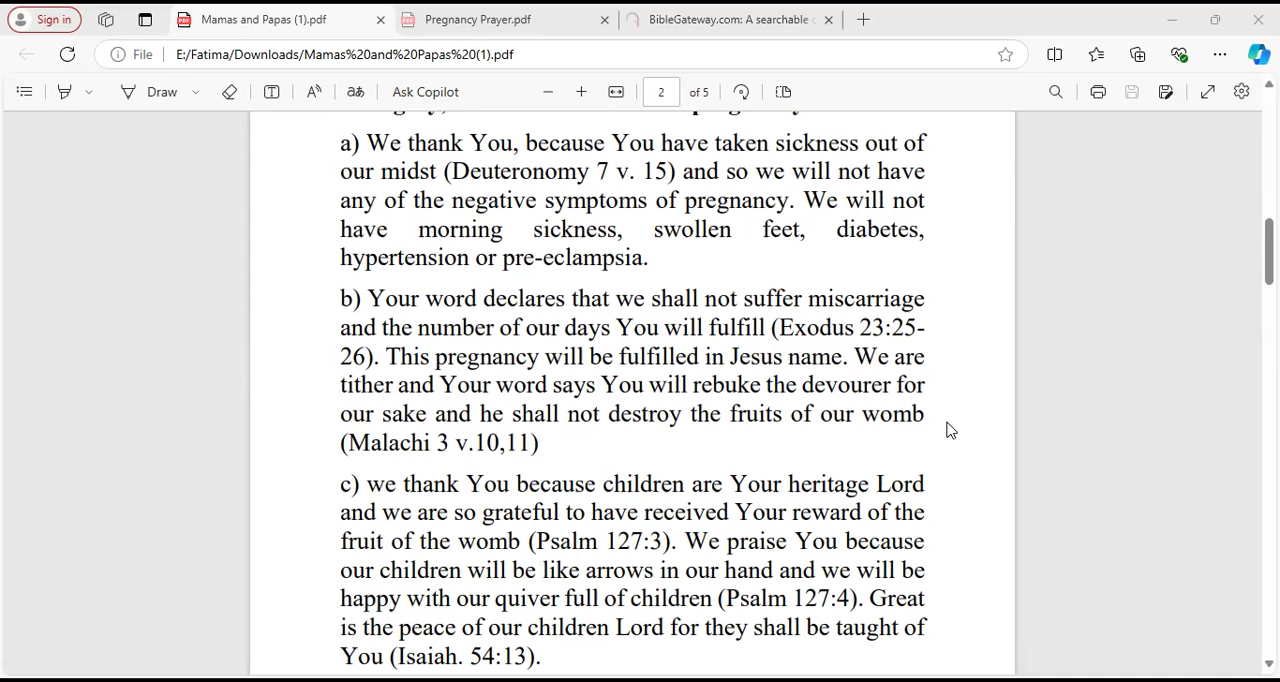 Sign in
Mamas and Papas (1).pdf
Pregnancy Prayer.pdf
BibleGateway.com: A searchable
File
E:/Fatima/Downloads/Mamas%20and%20Papas%20(1).pdf
Draw
Ask Copilot
2
of 5
a) We thank You, because You have taken sickness out of
our midst (Deuteronomy 7 v. 15) and so we will not have
any of the negative symptoms of pregnancy. We will not
have morning sickness, swollen feet, diabetes,
hypertension or pre-eclampsia.
b) Your word declares that we shall not suffer miscarriage
and the number of our days You will fulfill (Exodus 23:25-
26). This pregnancy will be fulfilled in Jesus name. We are
tither and Your word says You will rebuke the devourer for
our sake and he shall not destroy the fruits of our womb
(Malachi 3 v.10,11)
c) we thank You because children are Your heritage Lord
and we are so grateful to have received Your reward of the
fruit of the womb (Psalm 127:3). We praise You because
our children will be like arrows in our hand and we will be
happy with our quiver full of children (Psalm 127:4). Great
is the peace of our children Lord for they shall be taught of
You (Isaiah. 54:13).